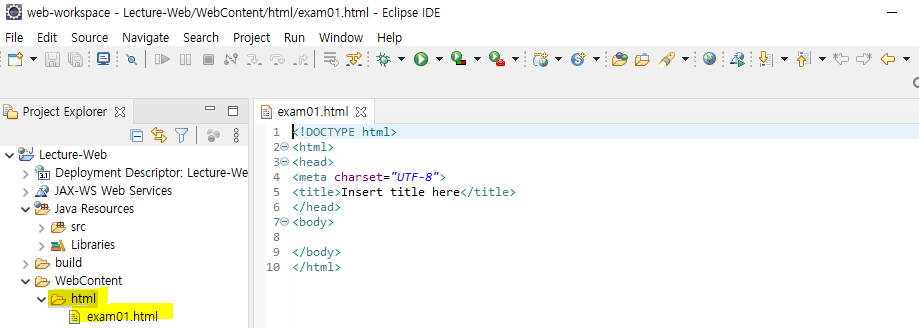 web-workspace - Lecture-Web/WebContent/html/exam01.html - Eclipse IDE
File Edit Source Navigate Search Project Run Window Help
Project Explorer
Lecture-Web
3.1 Deployment Descriptor: Lecture-We
JAX-WS Web Services
Java Resources
src
Libraries
build
WebContent
html
exam01.html
exam01.html
1 <!DOCTYPE html>
2 <html>
3 <head>
4 <meta charset="UTF-8">
5 <title>Insert title here</title>
6 </head>
7 <body>
8
9 </body>
10 </html>